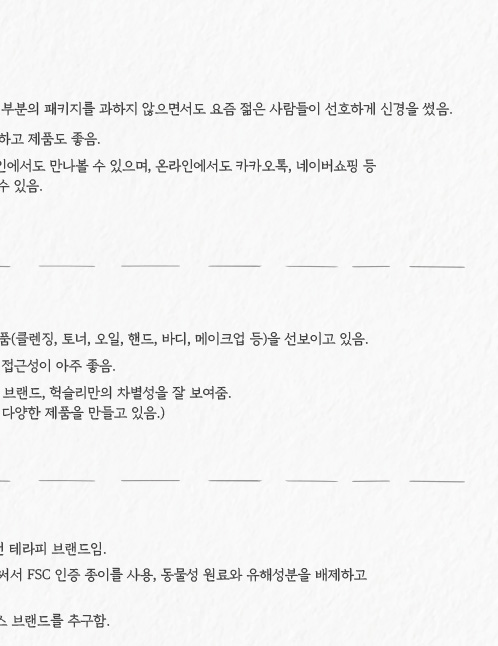 부분의 패키지를 과하지 않으면서도 요즘 젊은 사람들이 선호하게 신경을 썼음.
하고 제품도 좋음.
인에서도 만나볼 수 있으며, 온라인에서도 카카오톡, 네이버쇼핑 등
수 있음.
품(클렌징, 토너, 오일, 핸드, 바디, 메이크업 등)을 선보이고 있음.
접근성이 아주 좋음.
브랜드, 헉슬리만의 차별성을 잘 보여줌.
다양한 제품을 만들고 있음.)
테라피 브랜드임.
써서 FSC 인증 종이를 사용, 동물성 원료와 유해성분을 배제하고
브랜드를 추구함.